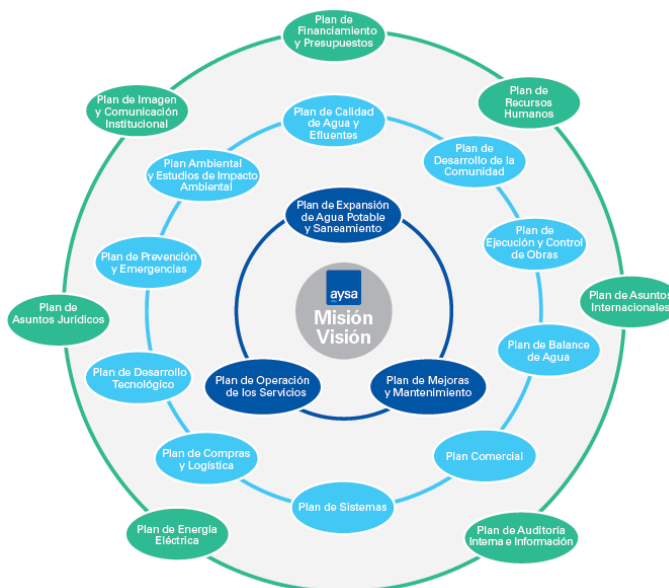 Plan de
Financiamiento
y Presupuestos
Plan de Imagen
y Comunicación
Institucional
Plan de
Recursos
Humanos
Plan de Calidad
de Agua y
Efluentes
Plan Ambiental
y Estudios de Impacto
Ambiental
Plan de
Desarrollo de la
Comunidad
Plan de Expansión
de Agua Potable
y Saneamiento
Plan de Prevención
y Emergencias
Plan de
Ejecución y Control
de Obras
aysa
Misión
Visión
Plan de
Asuntos Jurídicos
Plan de Asuntos
Internacionales
Plan de Balance
de Agua
Plan de Desarrollo
Tecnológico
Plan de Operación
de los Servicios
Plan de Mejoras
y Mantenimiento
Plan de Compras
y Logística
Plan Comercial
Plan de Sistemas
Plan de Energía
Eléctrica
Plan de Auditoría
Interna e Información